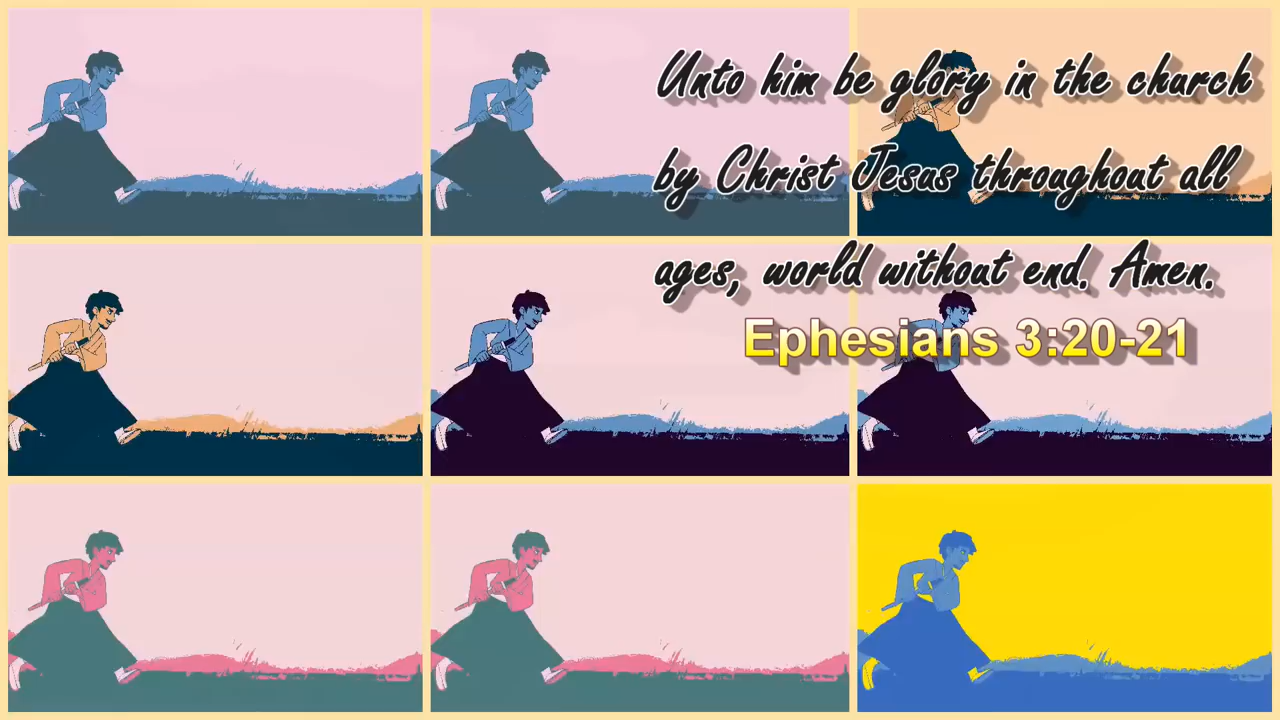 Unto him be glory in the church
by Christ Jesus throughout all
ages, world without end. Amen.
Ephesians 3:20-21